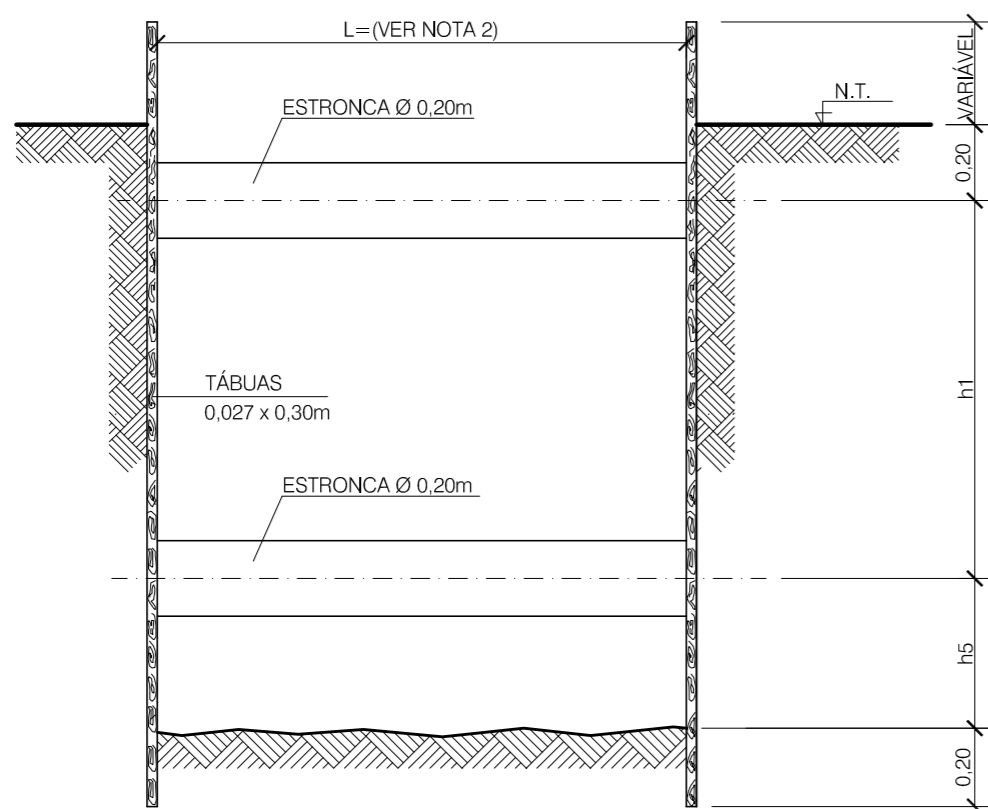 L=(VER NOTA 2)
VARIÁVEL
ESTRONCA Ø 0,20m
N.T.
0,20
TÁBUAS
0,027 x 0,30m
h1
ESTRONCA Ø 0,20m
h5
0,20